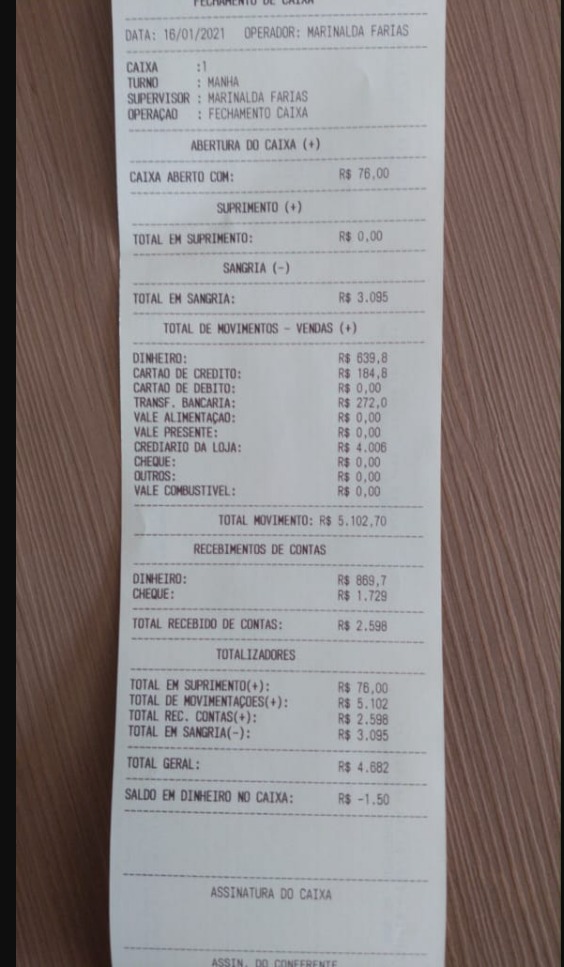 FECHAMENTO DE CAIXA
DATA: 16/01/2021 OPERADOR: MARINALDA FARIAS
CAIXA :1
TURNO : MANHA
SUPERVISOR : MARINALDA FARIAS
OPERAÇAO : FECHAMENTO CAIXA
ABERTURA DO CAIXA (+)
CAIXA ABERTO COM: R$ 76,00
SUPRIMENTO (+)
TOTAL EM SUPRIMENTO: R$ 0,00
SANGRIA (-)
TOTAL EM SANGRIA: R$ 3.095
TOTAL DE MOVIMENTOS - VENDAS (+)
DINHEIRO: R$ 639,8
CARTAO DE CREDITO: R$ 184,8
CARTAO DE DEBITO: R$ 0,00
TRANSF. BANCARIA: R$ 272,0
VALE ALIMENTAÇAO: R$ 0,00
VALE PRESENTE: R$ 0,00
CREDIARIO DA LOJA: R$ 4.006
CHEQUE: R$ 0,00
OUTROS: R$ 0,00
VALE COMBUSTIVEL: R$ 0,00
TOTAL MOVIMENTO: R$ 5.102,70
RECEBIMENTOS DE CONTAS
DINHEIRO: R$ 869,7
CHEQUE: R$ 1.729
TOTAL RECEBIDO DE CONTAS: R$ 2.598
TOTALIZADORES
TOTAL EM SUPRIMENTO(+): R$ 76,00
TOTAL DE MOVIMENTAÇOES(+): R$ 5.102
TOTAL REC. CONTAS(+): R$ 2.598
TOTAL EM SANGRIA(-): R$ 3.095
TOTAL GERAL: R$ 4.682
SALDO EM DINHEIRO NO CAIXA: R$ -1.50
ASSINATURA DO CAIXA
ASSIN. DO CONFERENTE